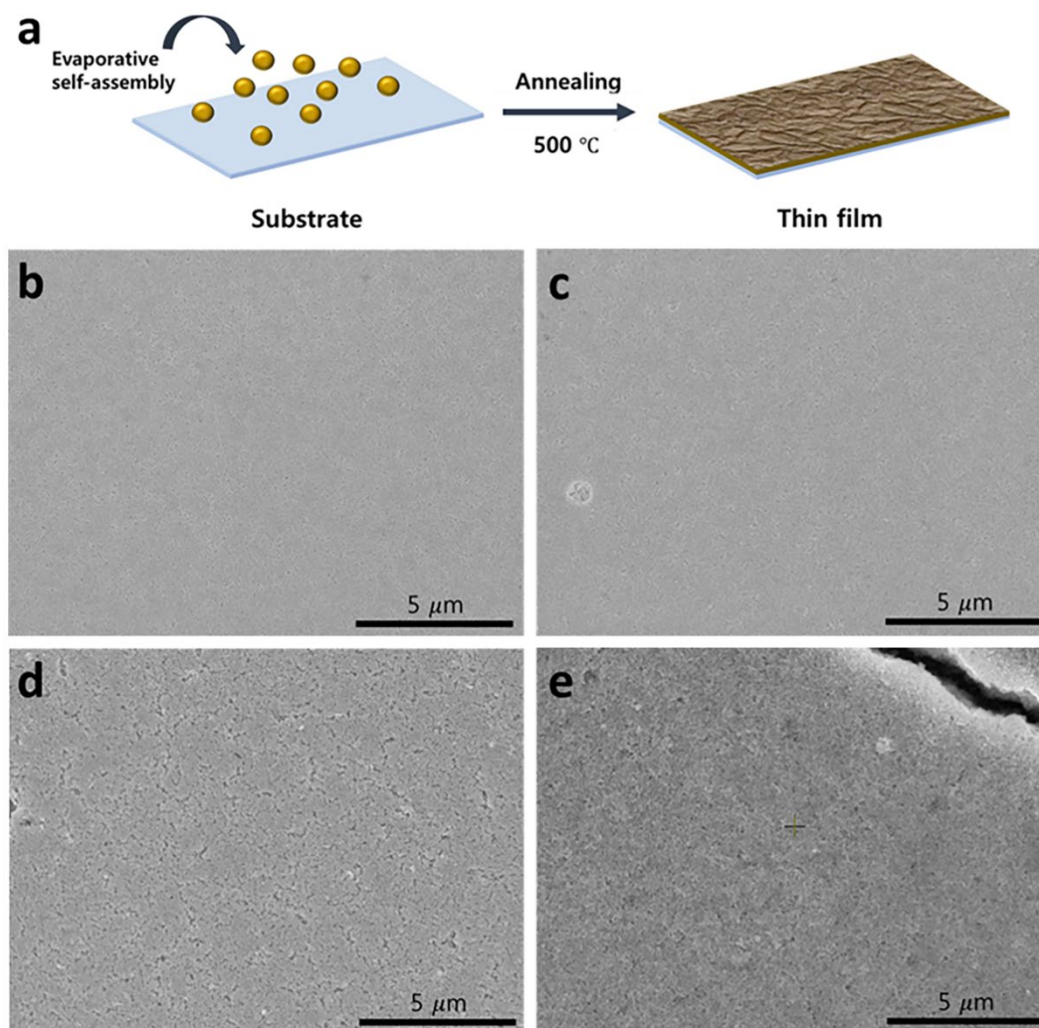 a
Evaporative
self-assembly
Annealing
500 ℃
Substrate
Thin film
b
5 μm
c
5 μm
d
5 μm
e
5 μm